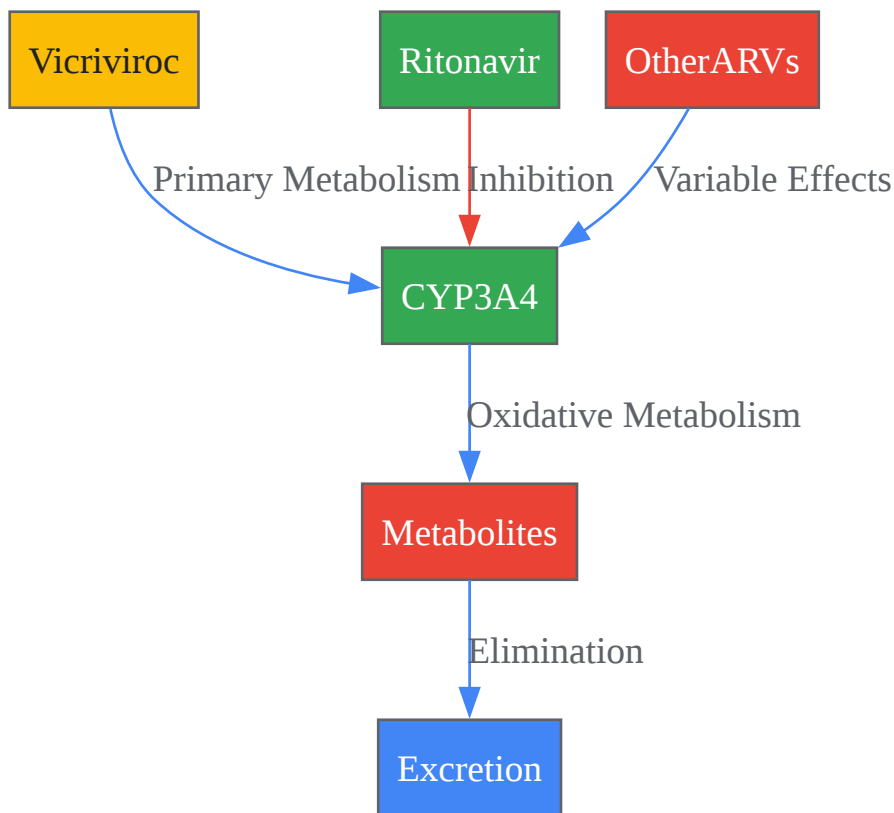 Vicriviroc
Ritonavir
OtherARVs
Primary Metabolism
Inhibition
Variable Effects
CYP3A4
Oxidative Metabolism
Metabolites
Elimination
Excretion